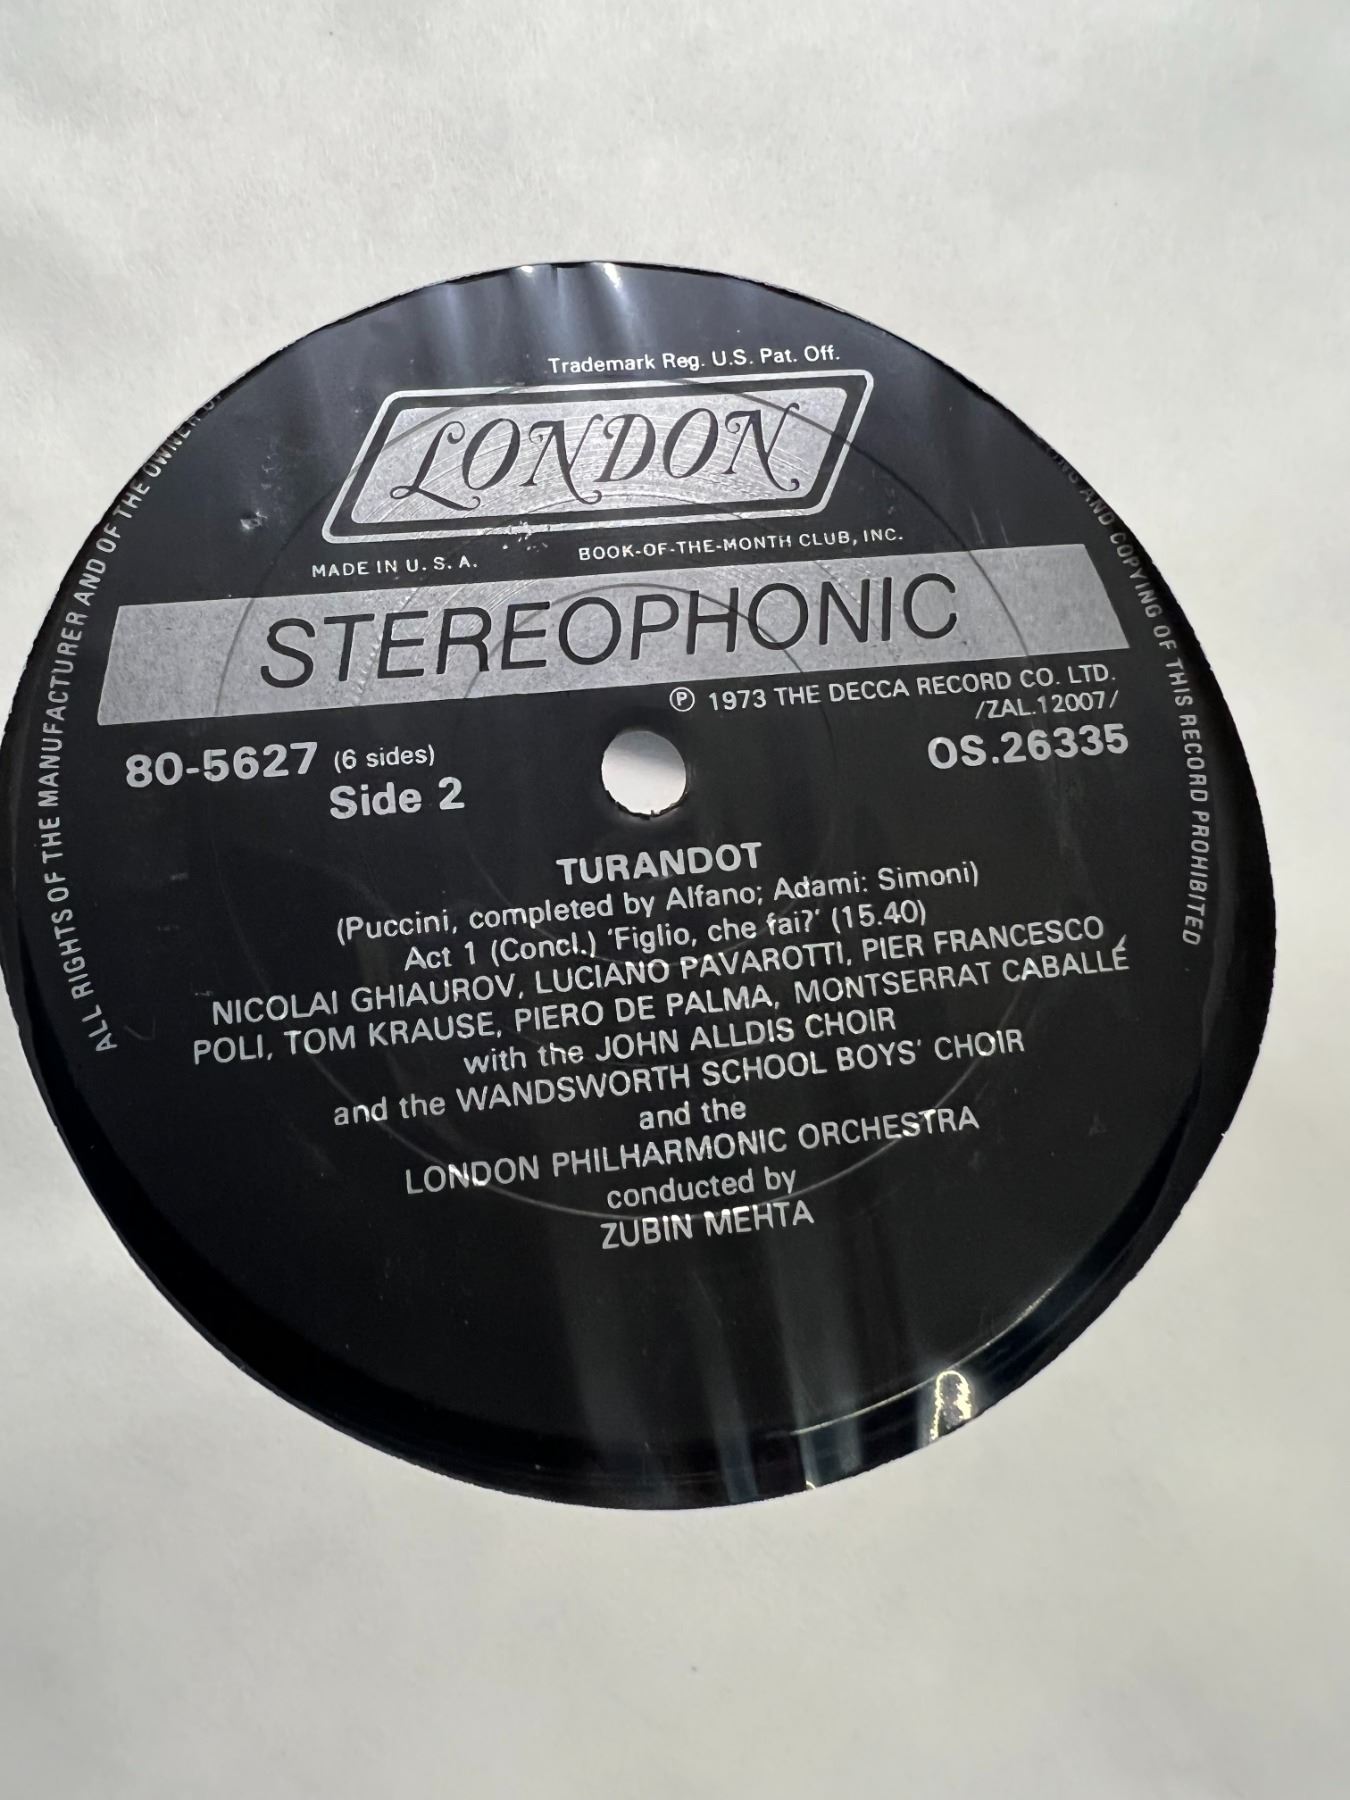 Trademark Reg. U.S. Pat. Off.
LONDON
MADE IN U.S.A.
BOOK-OF-THE-MONTH CLUB, INC.
STEREOPHONIC
Ⓟ 1973 THE DECCA RECORD CO. LTD.
/ZAL.12007/
80-5627 (6 sides)
OS.26335
Side 2
TURANDOT
(Puccini, completed by Alfano; Adami: Simoni)
Act 1 (Concl.) 'Figlio, che fai?' (15.40)
NICOLAI GHIAUROV, LUCIANO PAVAROTTI, PIER FRANCESCO
POLI, TOM KRAUSE, PIERO DE PALMA, MONTSERRAT CABALLÉ
with the JOHN ALLDIS CHOIR
and the WANDSWORTH SCHOOL BOYS' CHOIR
and the
LONDON PHILHARMONIC ORCHESTRA
conducted by
ZUBIN MEHTA
ALL RIGHTS OF THE MANUFACTURER AND OF THE OWNER
AND COPYING OF THIS RECORD PROHIBITED